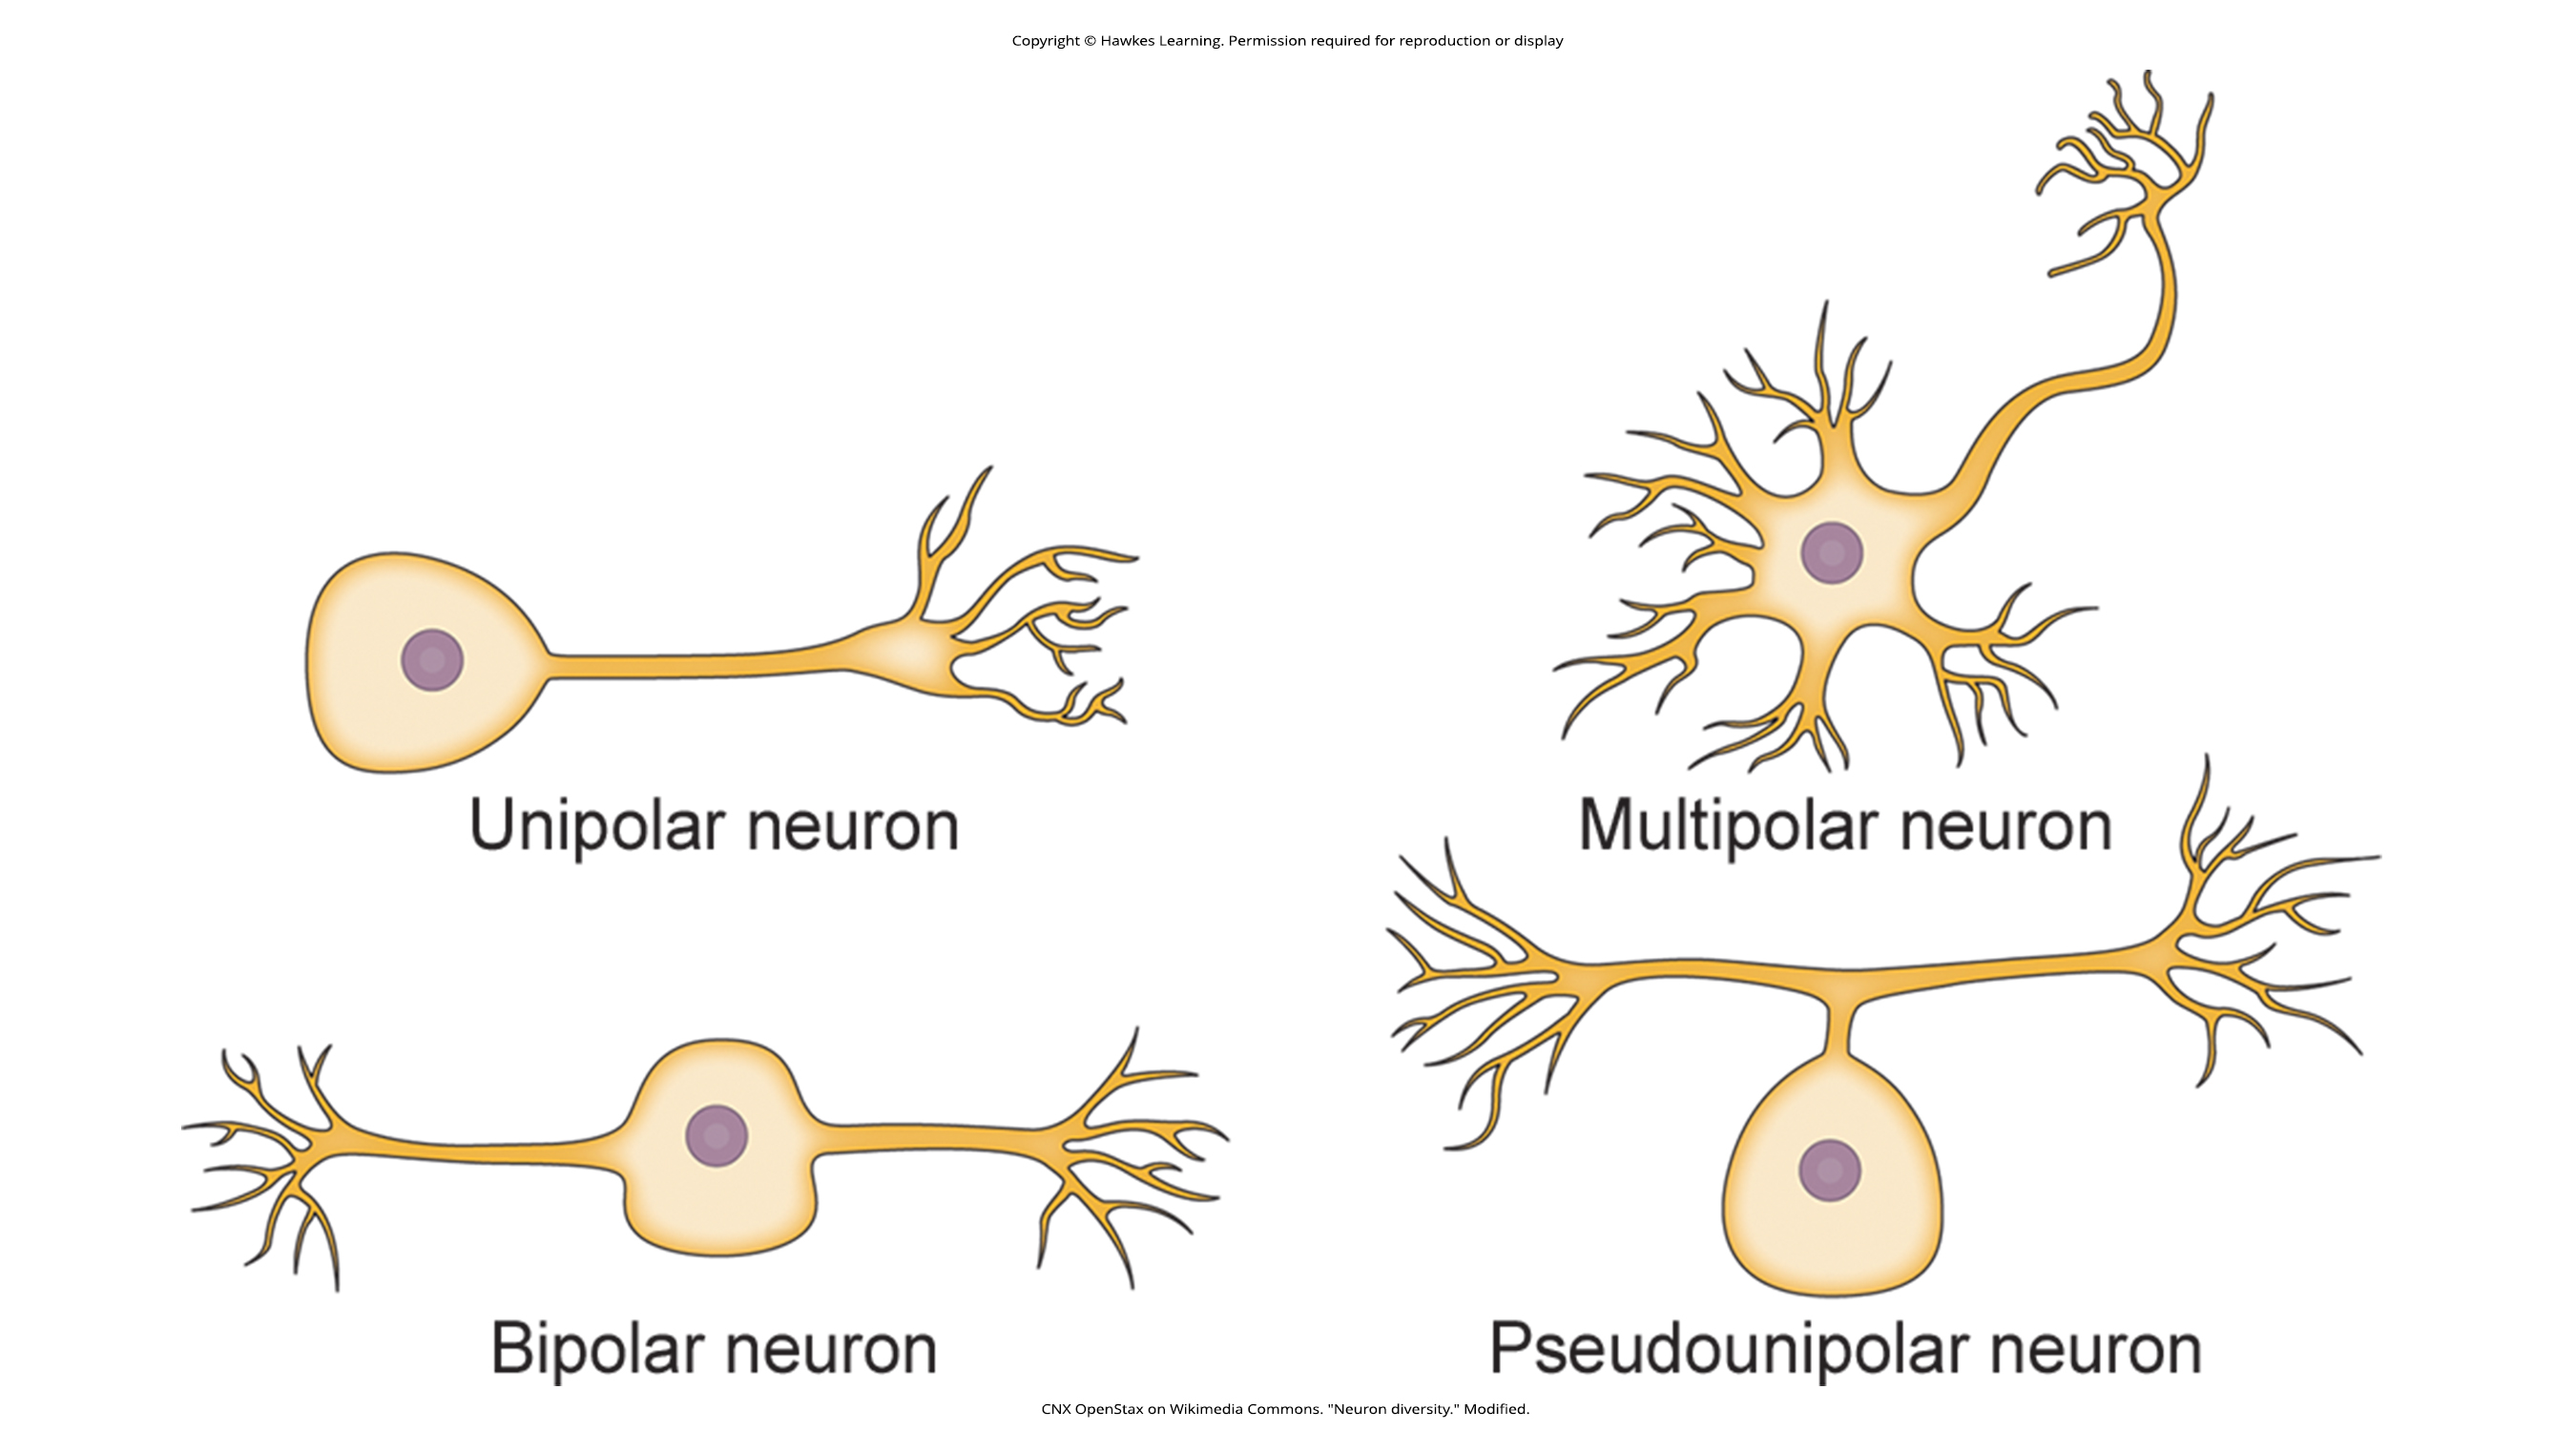 Copyright © Hawkes Learning. Permission required for reproduction or display
Unipolar neuron
Multipolar neuron
Bipolar neuron
Pseudounipolar neuron
CNX OpenStax on Wikimedia Commons. "Neuron diversity." Modified.